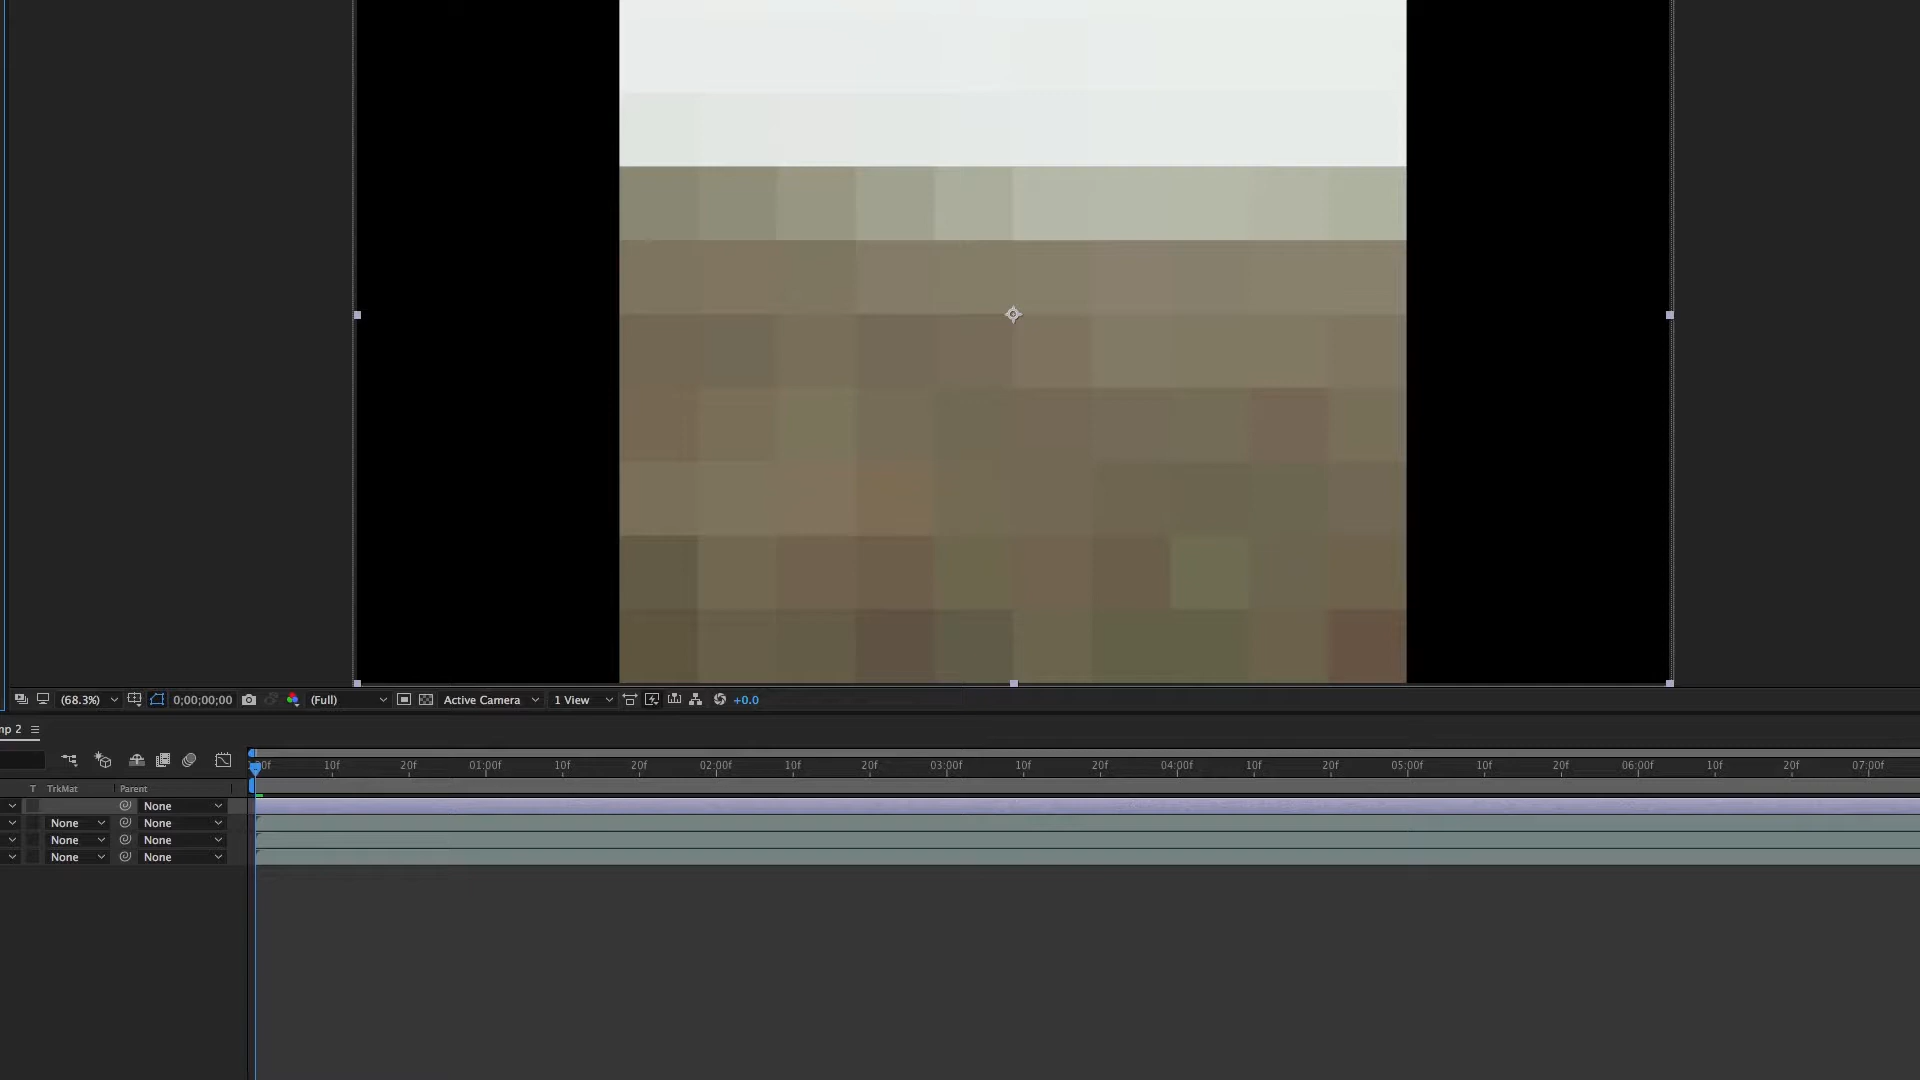 (68.3%) 0;00;00;00 (Full) Active Camera 1 View +0.0
mp 2
00f 10f 20f 01:00f 10f 20f 02:00f 10f 20f 03:00f 10f 20f 04:00f 10f 20f 05:00f 10f 20f 06:00f 10f 20f 07:00f
T TrkMat Parent
None
None None
None None
None None